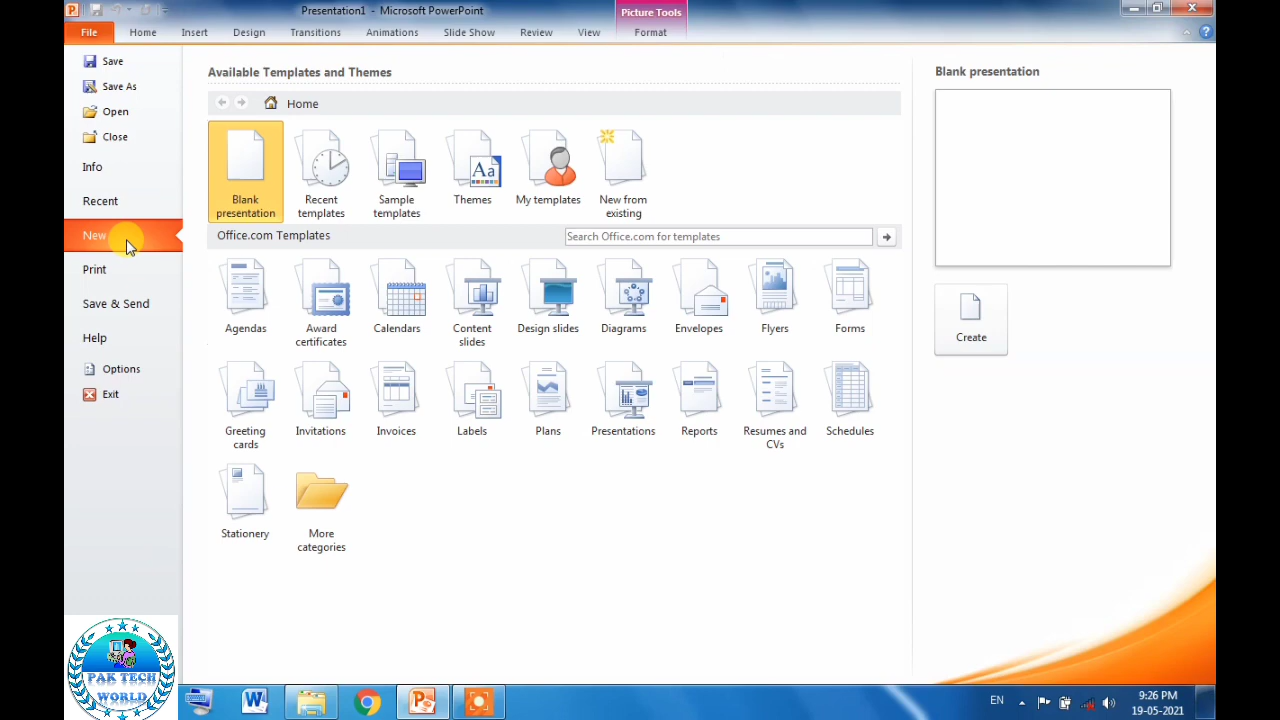 Presentation1 - Microsoft PowerPoint
Picture Tools
File
Home
Insert
Design
Transitions
Animations
Slide Show
Review
View
Format
Save
Save As
Open
Close
Info
Recent
New
Print
Save & Send
Help
Options
Exit
Available Templates and Themes
Home
Blank
presentation
Recent
templates
Sample
templates
Aa
Themes
My templates
New from
existing
Office.com Templates
Search Office.com for templates
Agendas
Award
certificates
Calendars
Content
slides
Design slides
Diagrams
Envelopes
Flyers
Forms
Greeting
cards
Invitations
Invoices
Labels
Plans
Presentations
Reports
Resumes and
CVs
Schedules
Stationery
More
categories
Blank presentation
Create
PAK TECH
WORLD
EN
9:26 PM
19-05-2021